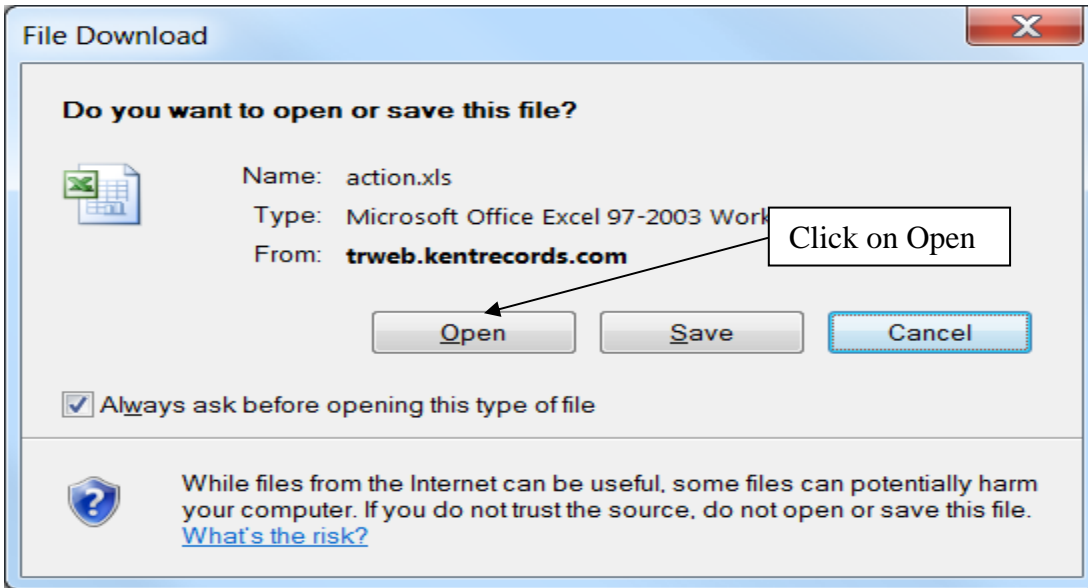 File Download
Do you want to open or save this file?
Name: action.xls
Type: Microsoft Office Excel 97-2003 Work
From: trweb.kentrecords.com
Click on Open
Open Save Cancel
Always ask before opening this type of file
While files from the Internet can be useful, some files can potentially harm
your computer. If you do not trust the source, do not open or save this file.
What's the risk?